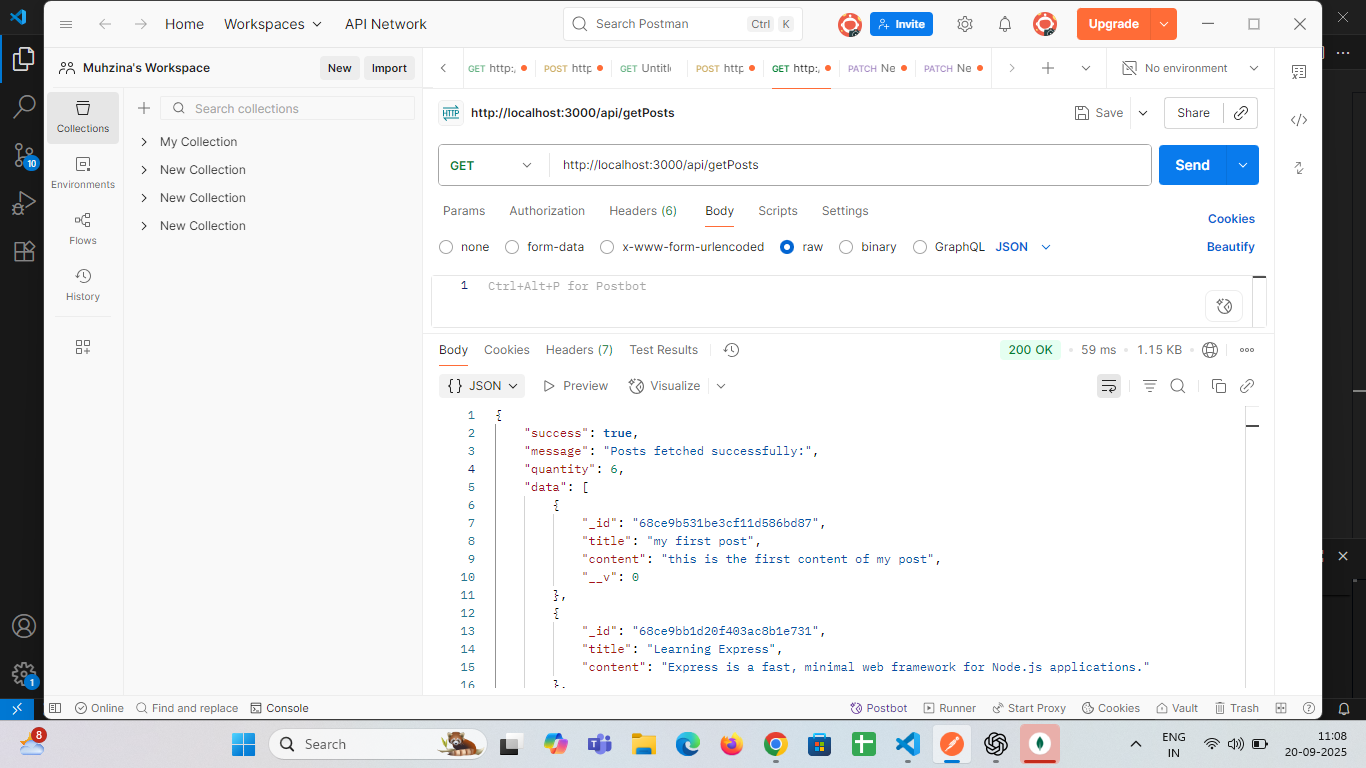 Home
Workspaces
API Network
Search Postman
Ctrl
K
Invite
Upgrade
Muhzina's Workspace
New
Import
GET http:,
POST http
GET Untitl
POST http
GET http:,
PATCH Ne
PATCH Ne
No environment
Collections
Environments
Flows
History
Search collections
My Collection
New Collection
New Collection
New Collection
HTTP
http://localhost:3000/api/getPosts
Save
Share
GET
http://localhost:3000/api/getPosts
Send
Params
Authorization
Headers (6)
Body
Scripts
Settings
Cookies
none
form-data
x-www-form-urlencoded
raw
binary
GraphQL
JSON
Beautify
1
Ctrl+Alt+P for Postbot
Body
Cookies
Headers (7)
Test Results
200 OK
59 ms
1.15 KB
{} JSON
Preview
Visualize
1 {
2 "success": true,
3 "message": "Posts fetched successfully:",
4 "quantity": 6,
5 "data": [
6 {
7 "_id": "68ce9b531be3cf11d586bd87",
8 "title": "my first post",
9 "content": "this is the first content of my post",
10 "__v": 0
11 },
12 {
13 "_id": "68ce9bb1d20f403ac8b1e731",
14 "title": "Learning Express",
15 "content": "Express is a fast, minimal web framework for Node.js applications."
16 },
10
1
Online
Find and replace
Console
Postbot
Runner
Start Proxy
Cookies
Vault
Trash
8
Search
ENG
IN
11:08
20-09-2025